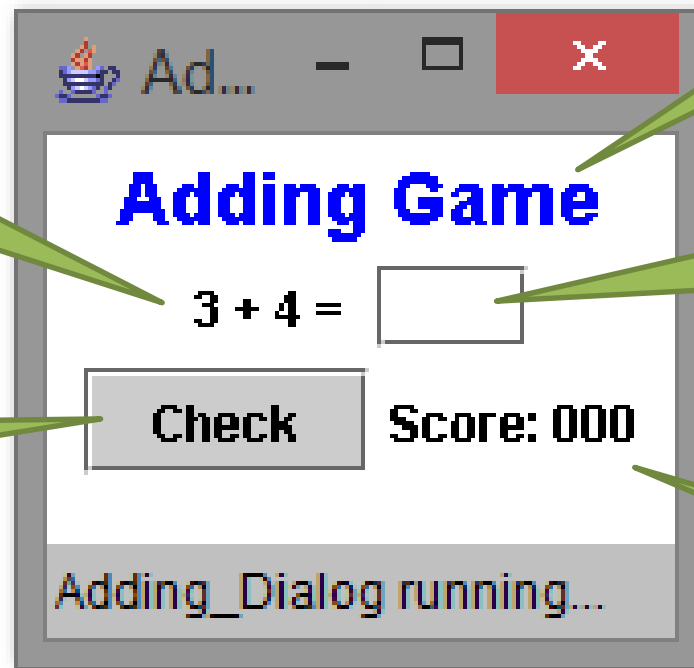 Ad...
Adding Game
3 + 4 =
Check Score: 000
Adding_Dialog running...